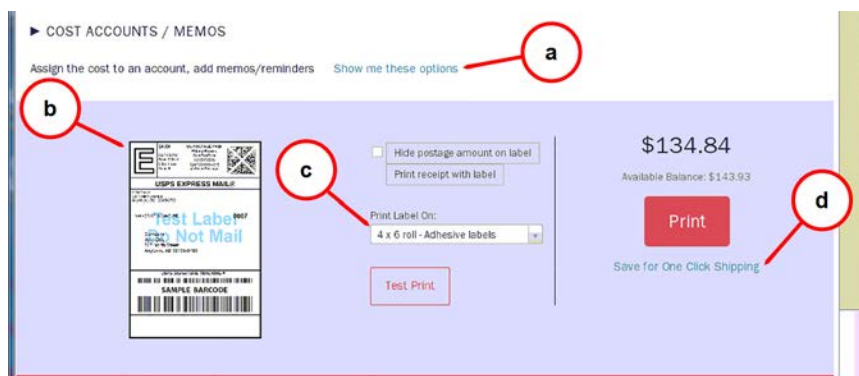 ► COST ACCOUNTS / MEMOS
a
Assign the cost to an account, add memos/reminders Show me these options
b
E
USPS EXPRESS MAIL®
0007
Test Label
Do Not Mail
SAMPLE BARCODE
c
Hide postage amount on label
Print receipt with label
Print Label On:
4 x 6 roll - Adhesive labels
Test Print
$134.84
Available Balance: $143.93
d
Print
Save for One Click Shipping